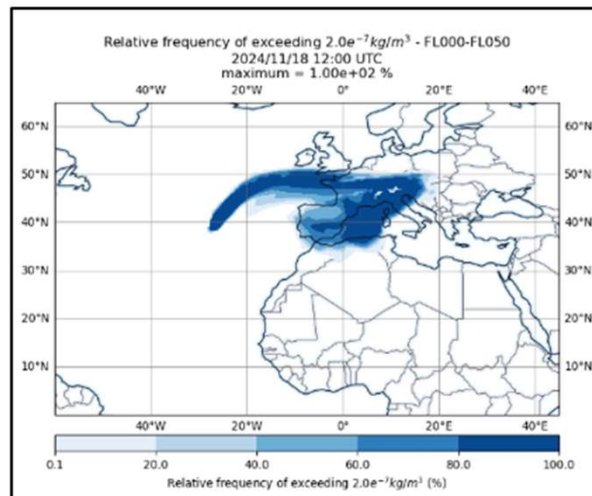 Relative frequency of exceeding 2.0e⁻⁷kg/m³ - FL000-FL050
2024/11/18 12:00 UTC
maximum = 1.00e+02 %
40°W 20°W 0° 20°E 40°E
60°N 60°N
50°N 50°N
40°N 40°N
30°N 30°N
20°N 20°N
10°N 10°N
40°W 20°W 0° 20°E 40°E
0.1 20.0 40.0 60.0 80.0 100.0
Relative frequency of exceeding 2.0e⁻⁷kg/m³ (%)